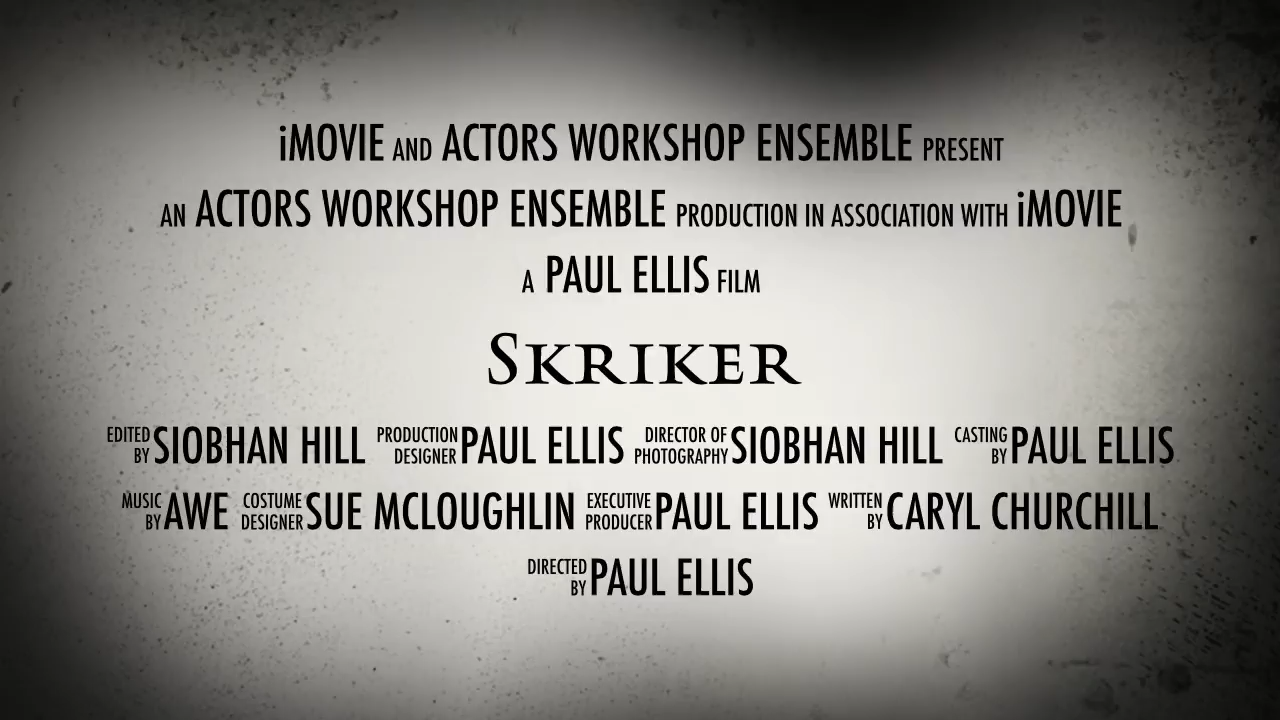 iMOVIE AND ACTORS WORKSHOP ENSEMBLE PRESENT
AN ACTORS WORKSHOP ENSEMBLE PRODUCTION IN ASSOCIATION WITH iMOVIE
A PAUL ELLIS FILM
SKRIKER
EDITED BY SIOBHAN HILL PRODUCTION DESIGNER PAUL ELLIS DIRECTOR OF PHOTOGRAPHY SIOBHAN HILL CASTING BY PAUL ELLIS
MUSIC BY AWE COSTUME DESIGNER SUE MCLOUGHLIN EXECUTIVE PRODUCER PAUL ELLIS WRITTEN BY CARYL CHURCHILL
DIRECTED BY PAUL ELLIS